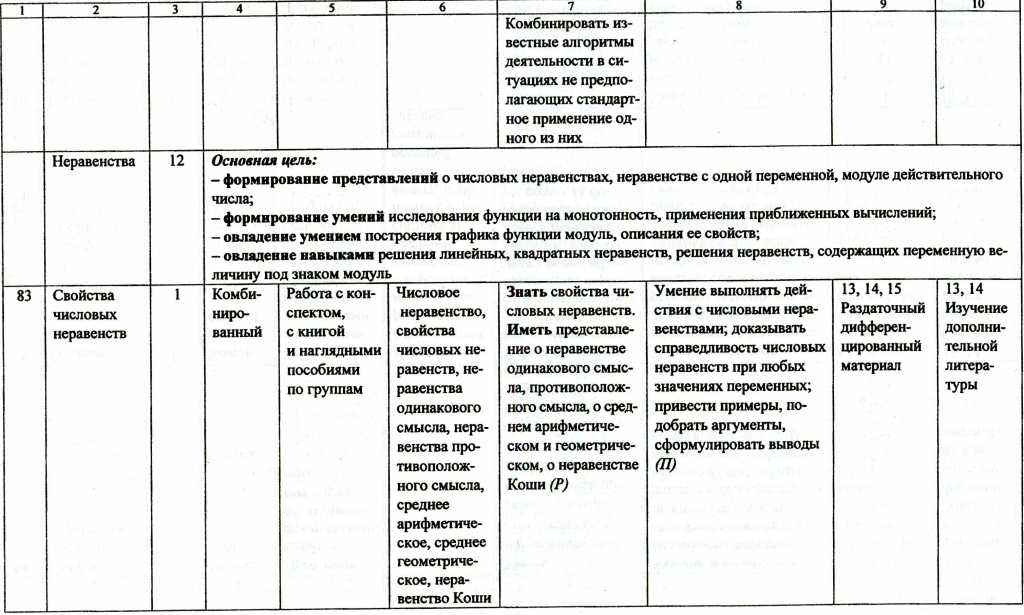 1 2 3 4 5 6 7 8 9 10
Комбинировать из-
вестные алгоритмы
деятельности в си-
туациях не предпо-
лагающих стандарт-
ное применение од-
ного из них
Неравенства
12
Основная цель:
– формирование представлений о числовых неравенствах, неравенстве с одной переменной, модуле действительного
числа;
– формирование умений исследования функции на монотонность, применения приближенных вычислений;
– овладение умением построения графика функции модуль, описания ее свойств;
– овладение навыками решения линейных, квадратных неравенств, решения неравенств, содержащих переменную ве-
личину под знаком модуль
83
Свойства
числовых
неравенств
1
Комби-
ниро-
ванный
Работа с кон-
спектом,
с книгой
и наглядными
пособиями
по группам
Числовое
неравенство,
свойства
числовых не-
равенств, не-
равенства
одинакового
смысла, нера-
венства про-
тивополож-
ного смысла,
среднее
арифметиче-
ское, среднее
геометриче-
ское, нера-
венство Коши
Знать свойства чи-
словых неравенств.
Иметь представле-
ние о неравенстве
одинакового смыс-
ла, противополож-
ного смысла, о сред-
нем арифметиче-
ском и геометриче-
ском, о неравенстве
Коши (Р)
Умение выполнять дей-
ствия с числовыми нера-
венствами; доказывать
справедливость числовых
неравенств при любых
значениях переменных;
привести примеры, по-
добрать аргументы,
сформулировать выводы
(П)
13, 14, 15
Раздаточный
дифферен-
цированный
материал
13, 14
Изучение
дополни-
тельной
литера-
туры